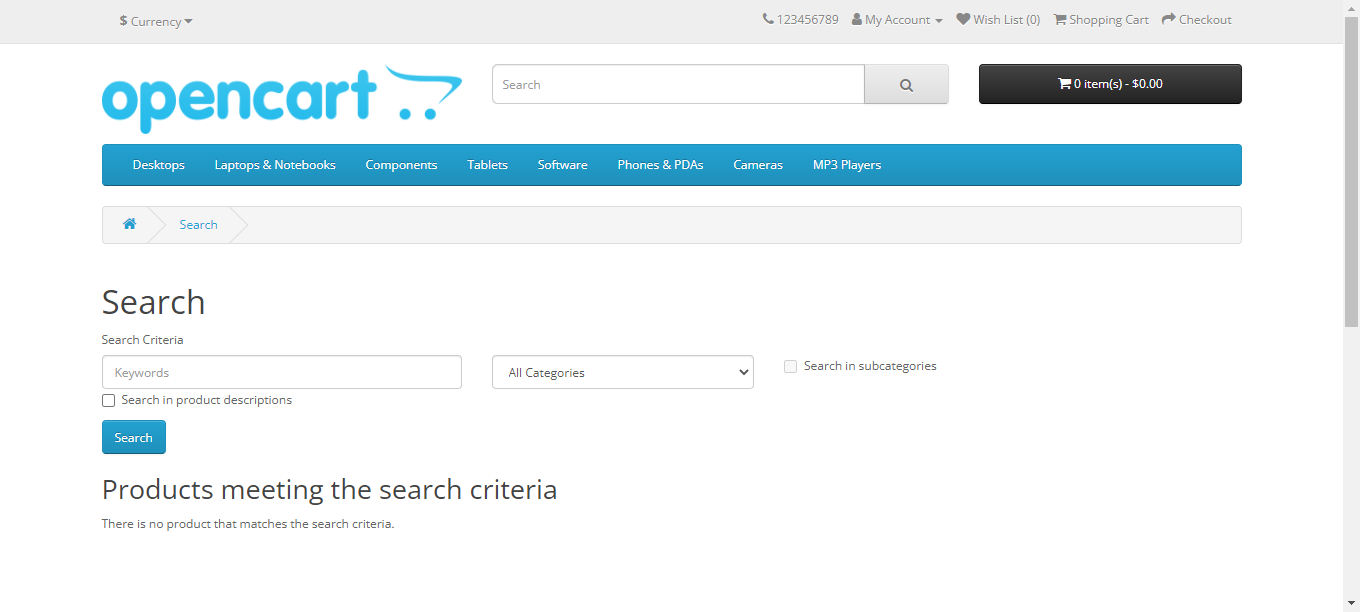 $ Currency
123456789 My Account Wish List (0) Shopping Cart Checkout
opencart
Search
0 item(s) - $0.00
Desktops Laptops & Notebooks Components Tablets Software Phones & PDAs Cameras MP3 Players
Search
Search
Search Criteria
Keywords
All Categories
Search in subcategories
Search in product descriptions
Search
Products meeting the search criteria
There is no product that matches the search criteria.